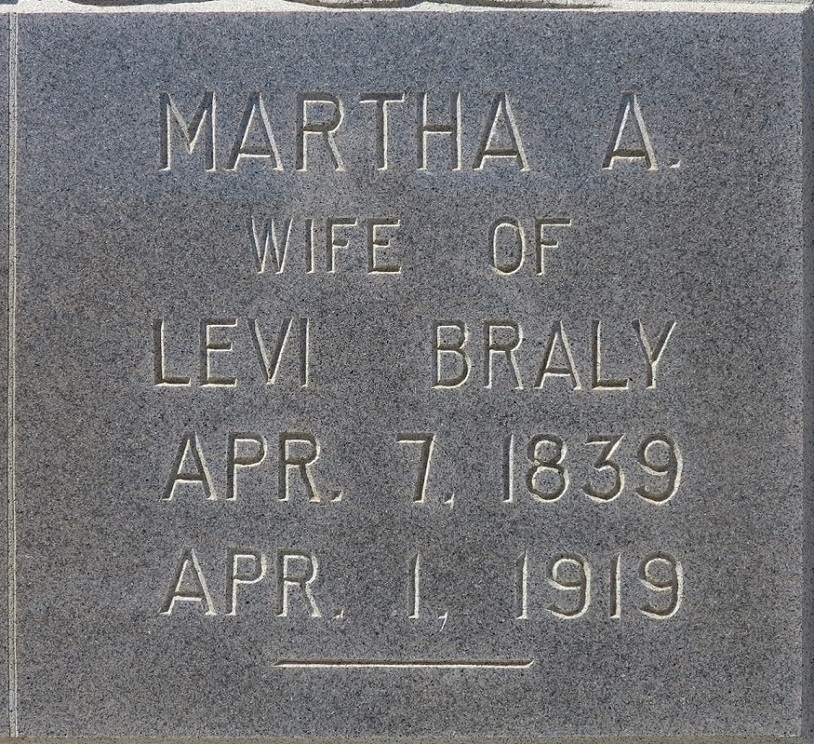 MARTHA A.
WIFE OF
LEVI BRALY
APR. 7, 1839
APR. 1, 1919